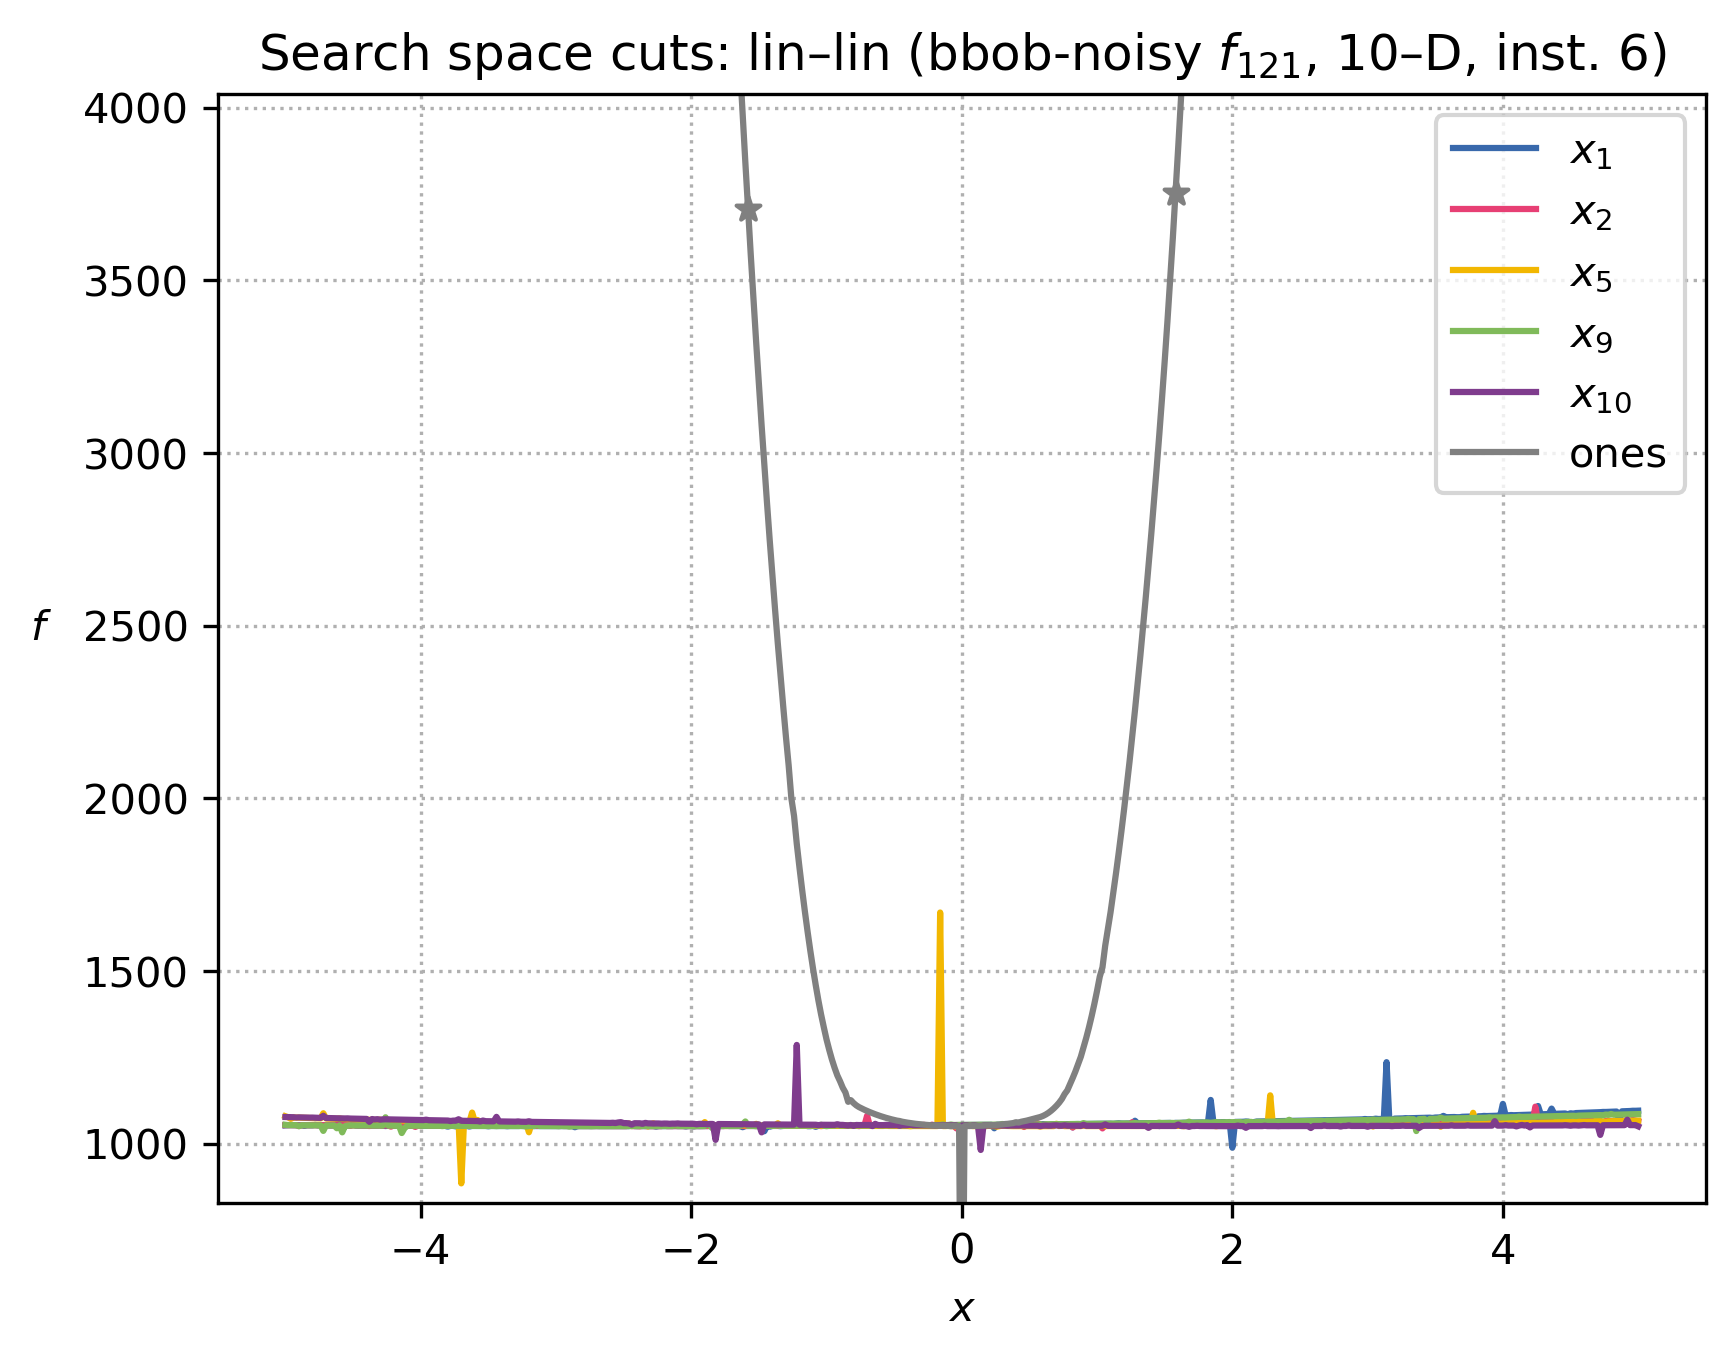 Search space cuts: lin–lin (bbob-noisy f₁₂₁, 10–D, inst. 6)
4000
3500
3000
2500
2000
1500
1000
f
−4
−2
0
2
4
x
x₁
x₂
x₅
x₉
x₁₀
ones